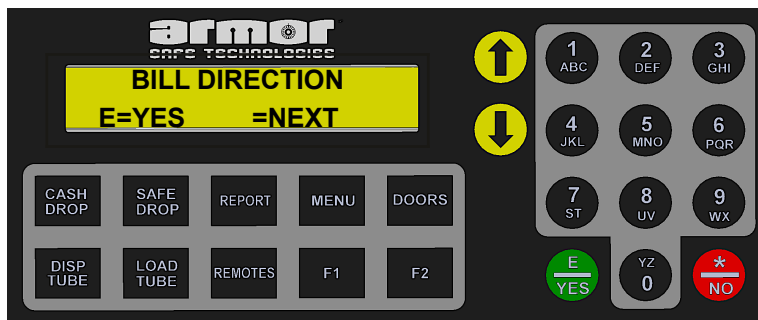 armor
SAFE TECHNOLOGIES
BILL DIRECTION
E=YES =NEXT
CASH DROP
SAFE DROP
REPORT
MENU
DOORS
DISP TUBE
LOAD TUBE
REMOTES
F1
F2
1 ABC
2 DEF
3 GHI
4 JKL
5 MNO
6 PQR
7 ST
8 UV
9 WX
E YES
YZ 0
* NO